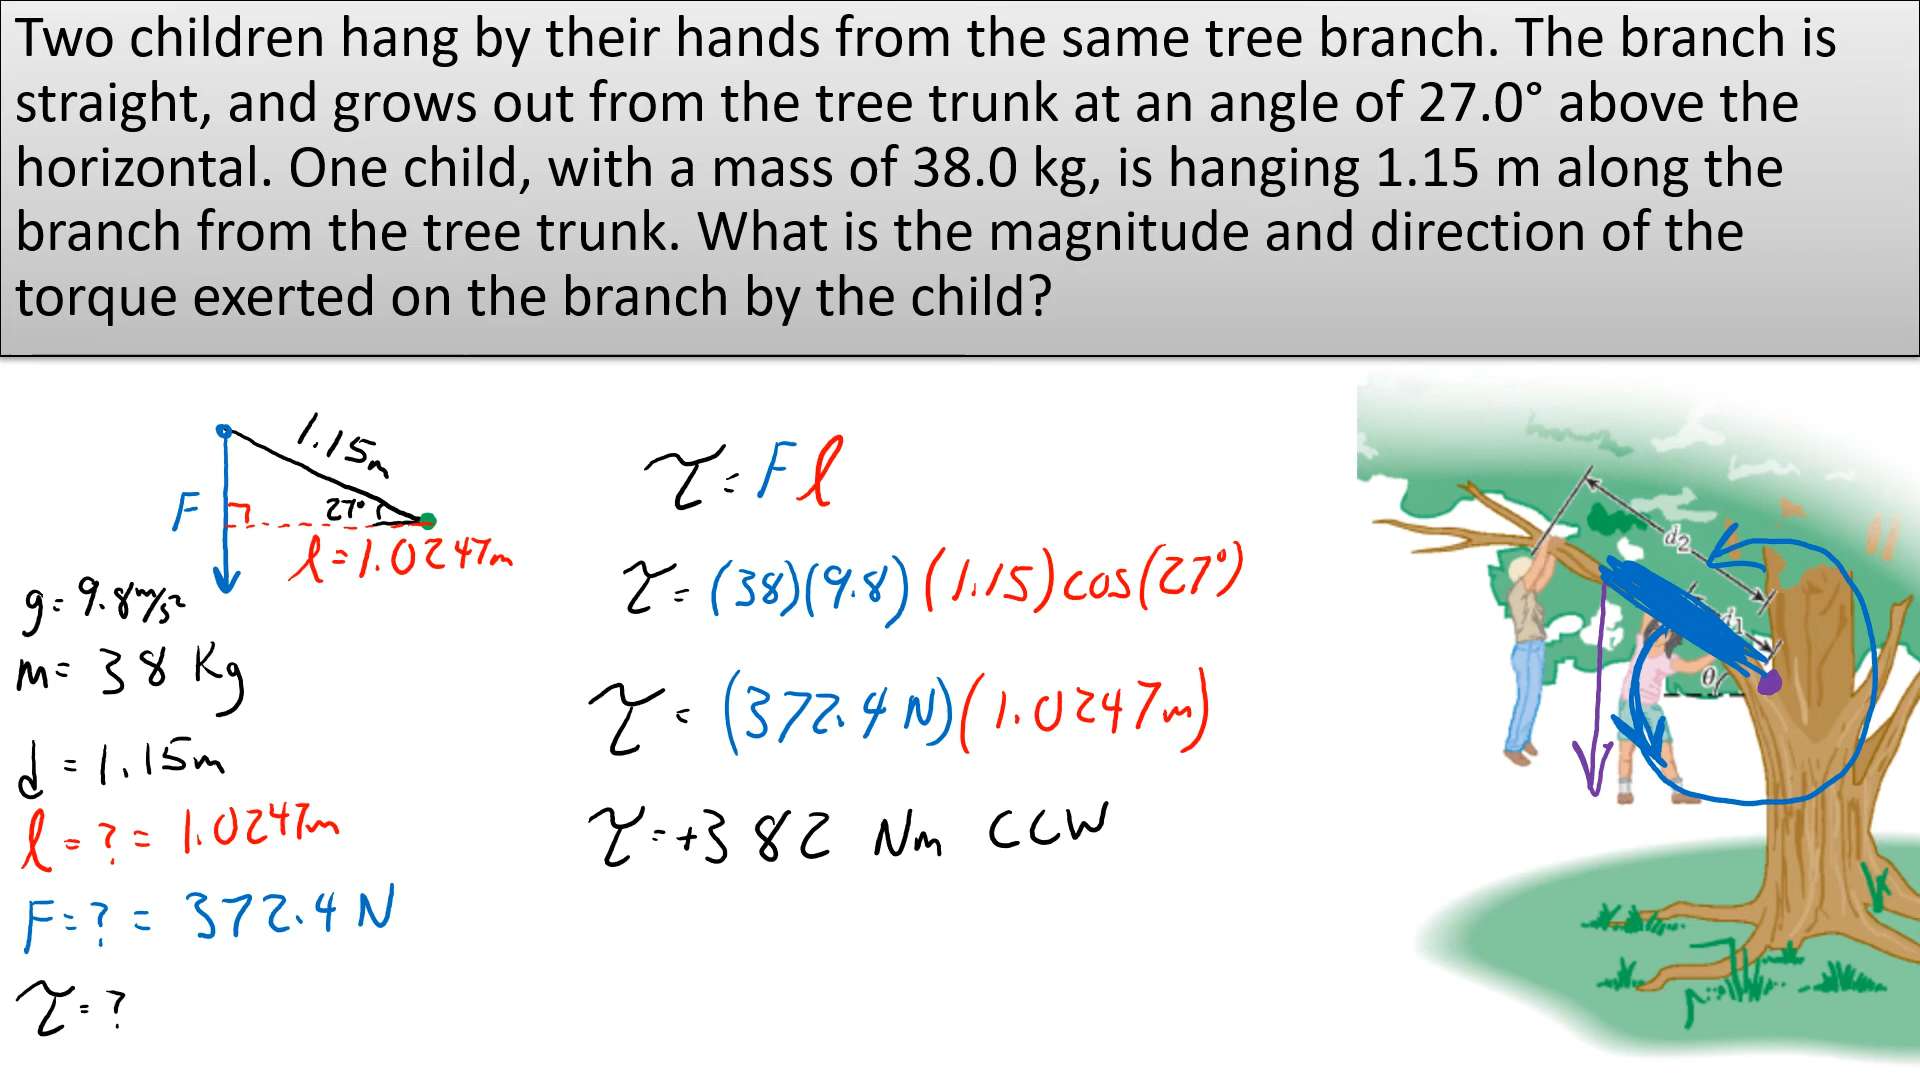 Two children hang by their hands from the same tree branch. The branch is
straight, and grows out from the tree trunk at an angle of 27.0° above the
horizontal. One child, with a mass of 38.0 kg, is hanging 1.15 m along the
branch from the tree trunk. What is the magnitude and direction of the
torque exerted on the branch by the child?
1.15m
27°
F
l=1.0247m
g=9.8m/s²
m= 38 Kg
d = 1.15m
l = ? = 1.0247m
F = ? = 372.4 N
τ = ?
τ = Fl
τ = (38)(9.8)(1.15)cos(27°)
τ = (372.4 N)(1.0247m)
τ = +382 Nm CCW
d₂
d₁
θ